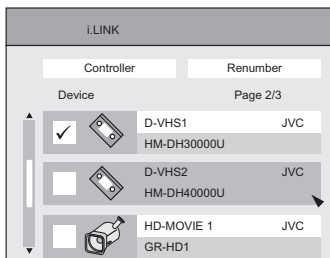 i.LINK
Controller Renumber
Device Page 2/3
D-VHS1 JVC
HM-DH30000U
D-VHS2 JVC
HM-DH40000U
HD-MOVIE 1 JVC
GR-HD1